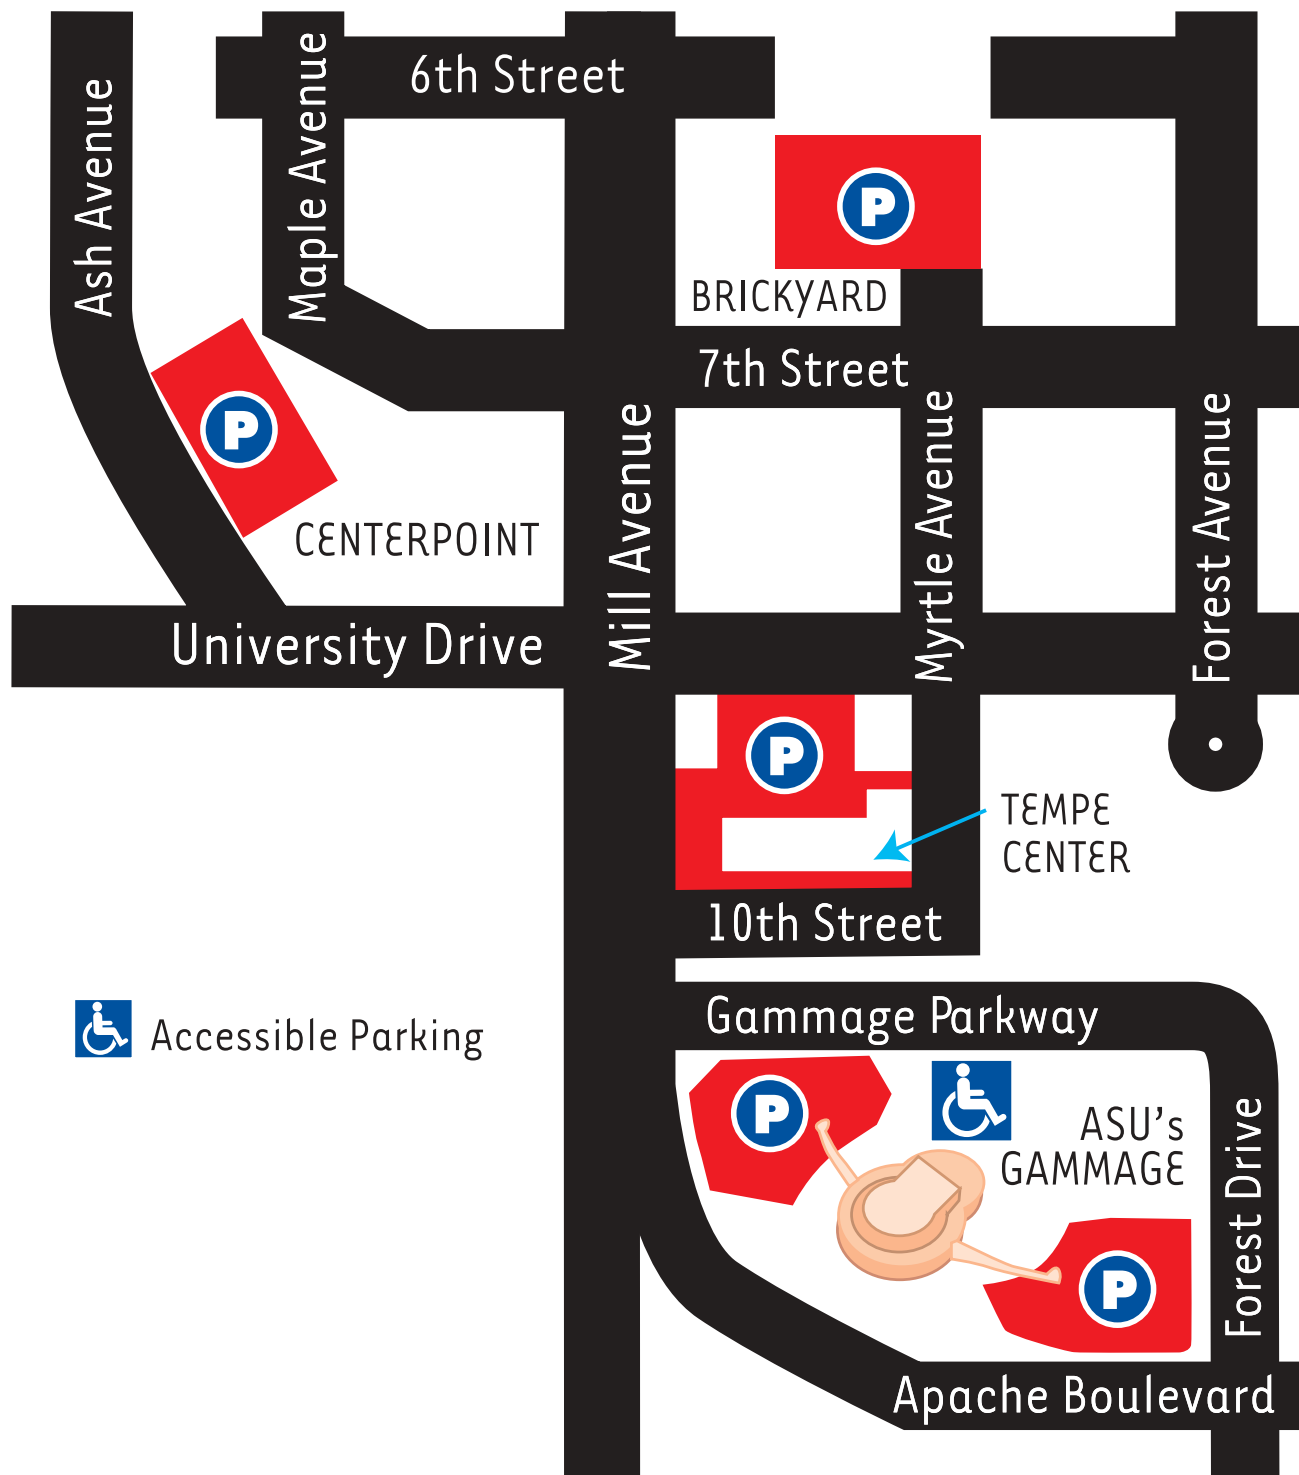 6th Street
Maple Avenue
Ash Avenue
P
BRICKYARD
7th Street
P
CENTERPOINT
Mill Avenue
Myrtle Avenue
Forest Avenue
University Drive
P
TEMPE
CENTER
10th Street
Gammage Parkway
Accessible Parking
P
ASU's
GAMMAGE
Forest Drive
P
Apache Boulevard